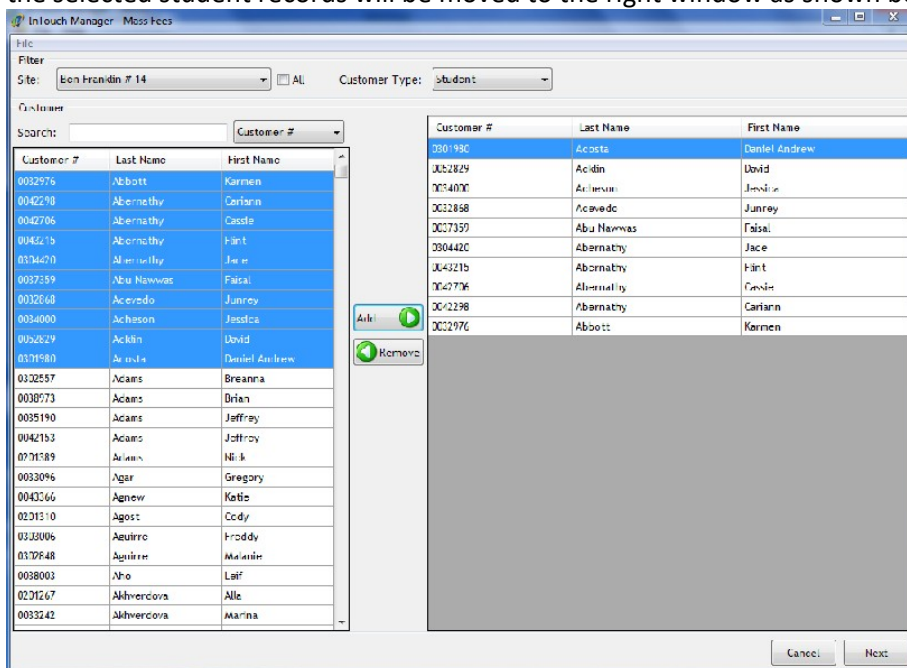 the selected student records will be moved to the right window as shown be
InTouch Manager - Mass Fees
File
Filter
Site: Ben Franklin # 14 All Customer Type: Student
Customer
Search: Customer #
Customer # Last Name First Name
0032976 Abbott Karmen
0042298 Abernathy Cariann
0042706 Abernathy Cassie
0043215 Abernathy Flint
0304420 Abernathy Jace
0037359 Abu Nawwas Faisal
0032868 Acevedo Junrey
0034000 Acheson Jessica
0052829 Acklin David
0301980 Acosta Daniel Andrew
0302557 Adams Breanna
0038973 Adams Brian
0035190 Adams Jeffrey
0042153 Adams Jeffrey
0201389 Adams Nick
0033096 Agar Gregory
0043366 Agnew Katie
0201310 Agost Cody
0303006 Aguirre Freddy
0302848 Aguirre Malanie
0038003 Aho Leif
0201267 Akhverdova Alla
0033242 Akhverdova Marina
Add
Remove
Customer # Last Name First Name
0301980 Acosta Daniel Andrew
0052829 Acklin David
0034000 Acheson Jessica
0032868 Acevedo Junrey
0037359 Abu Nawwas Faisal
0304420 Abernathy Jace
0043215 Abernathy Flint
0042706 Abernathy Cassie
0042298 Abernathy Cariann
0032976 Abbott Karmen
Cancel Next